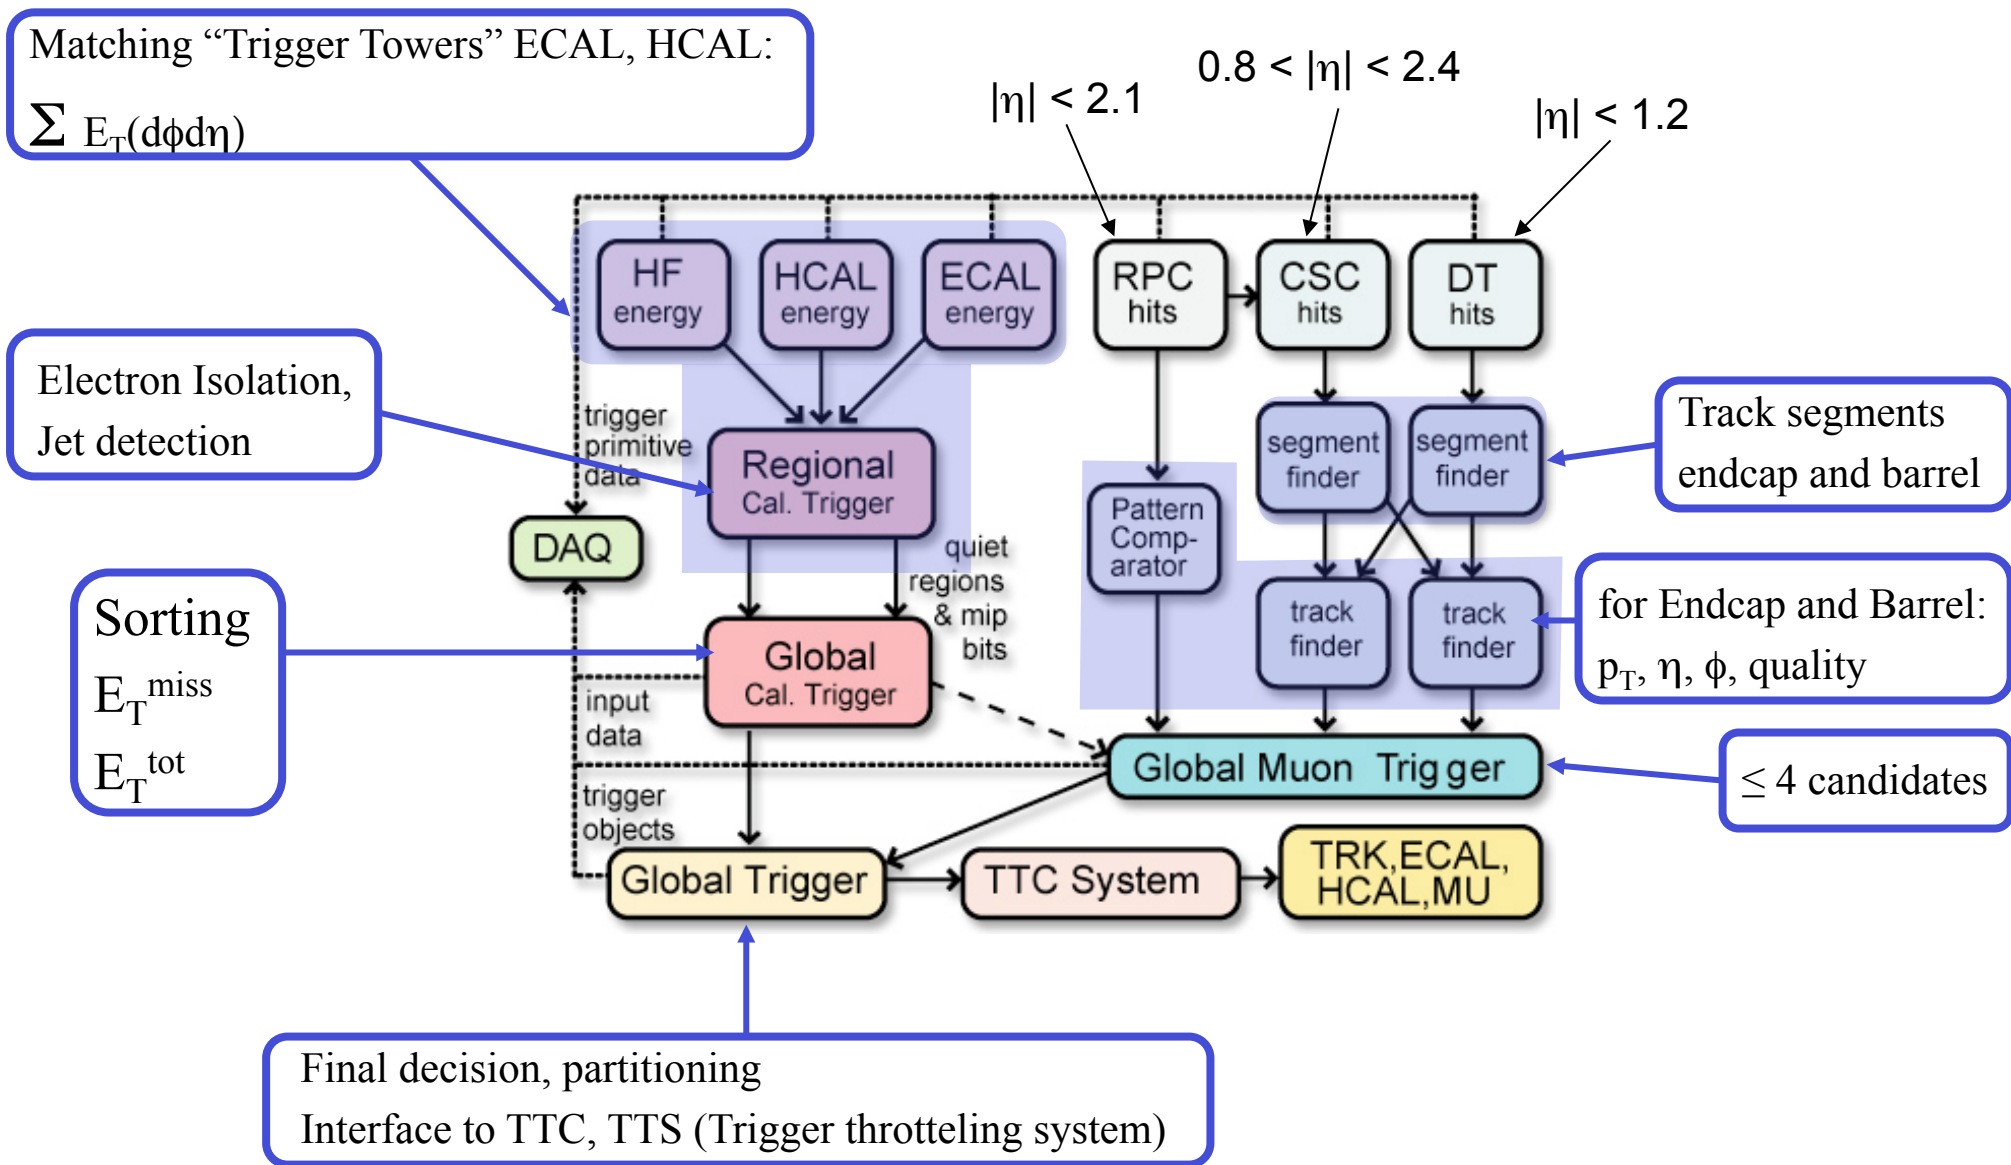 Matching “Trigger Towers” ECAL, HCAL:
Σ E_T(dϕdη)
|η| < 2.1
0.8 < |η| < 2.4
|η| < 1.2
HF
energy
HCAL
energy
ECAL
energy
RPC
hits
CSC
hits
DT
hits
Electron Isolation,
Jet detection
trigger
primitive
data
Regional
Cal. Trigger
segment
finder
segment
finder
Track segments
endcap and barrel
Pattern
Comp-
arator
DAQ
quiet
regions
& mip
bits
track
finder
track
finder
for Endcap and Barrel:
p_T, η, ϕ, quality
Sorting
E_T^miss
E_T^tot
Global
Cal. Trigger
input
data
Global Muon Trigger
≤ 4 candidates
trigger
objects
Global Trigger
TTC System
TRK,ECAL,
HCAL,MU
Final decision, partitioning
Interface to TTC, TTS (Trigger throtteling system)